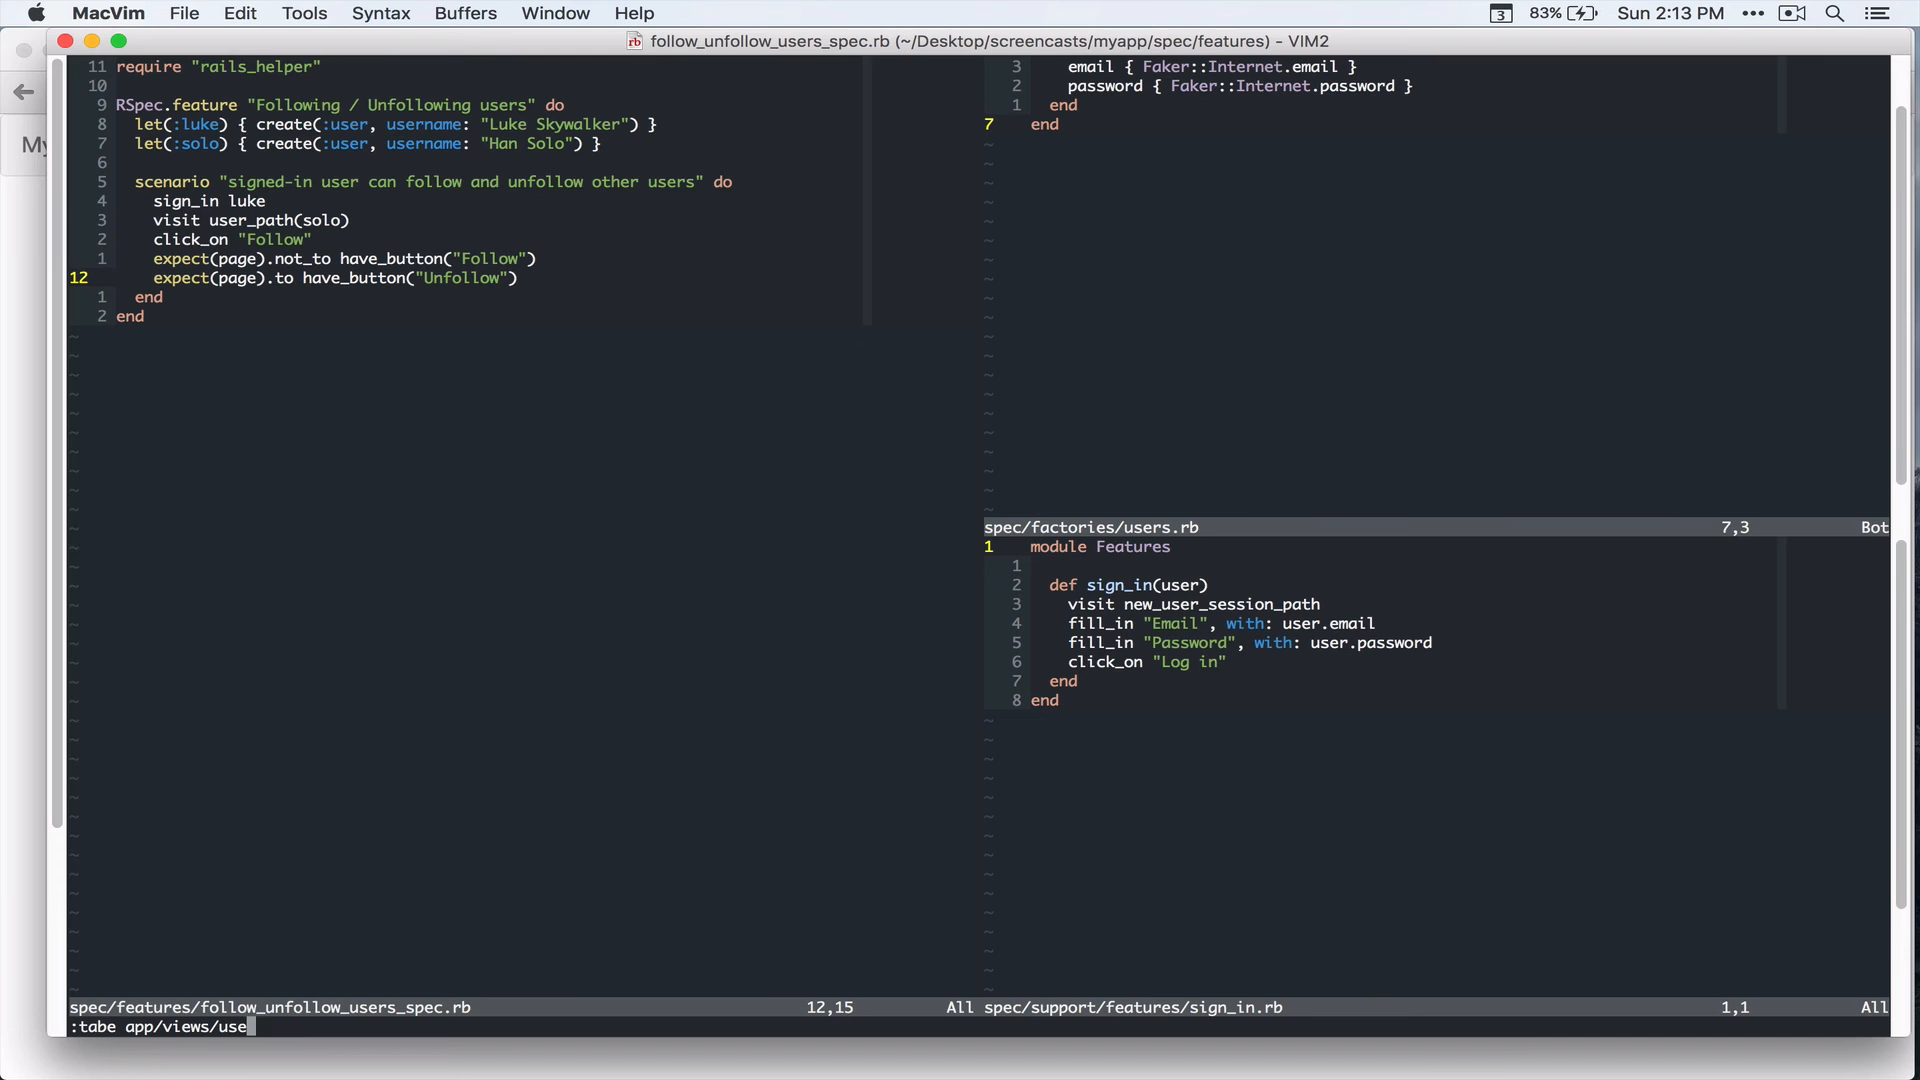 MacVim File Edit Tools Syntax Buffers Window Help 3 83% Sun 2:13 PM
follow_unfollow_users_spec.rb (~/Desktop/screencasts/myapp/spec/features) - VIM2
My
11 require "rails_helper"
10
9 RSpec.feature "Following / Unfollowing users" do
8 let(:luke) { create(:user, username: "Luke Skywalker") }
7 let(:solo) { create(:user, username: "Han Solo") }
6
5 scenario "signed-in user can follow and unfollow other users" do
4 sign_in luke
3 visit user_path(solo)
2 click_on "Follow"
1 expect(page).not_to have_button("Follow")
12 expect(page).to have_button("Unfollow")
1 end
2 end
spec/features/follow_unfollow_users_spec.rb 12,15 All
:tabe app/views/use
3 email { Faker::Internet.email }
2 password { Faker::Internet.password }
1 end
7 end
spec/factories/users.rb 7,3 Bot
1 module Features
1
2 def sign_in(user)
3 visit new_user_session_path
4 fill_in "Email", with: user.email
5 fill_in "Password", with: user.password
6 click_on "Log in"
7 end
8 end
spec/support/features/sign_in.rb 1,1 All